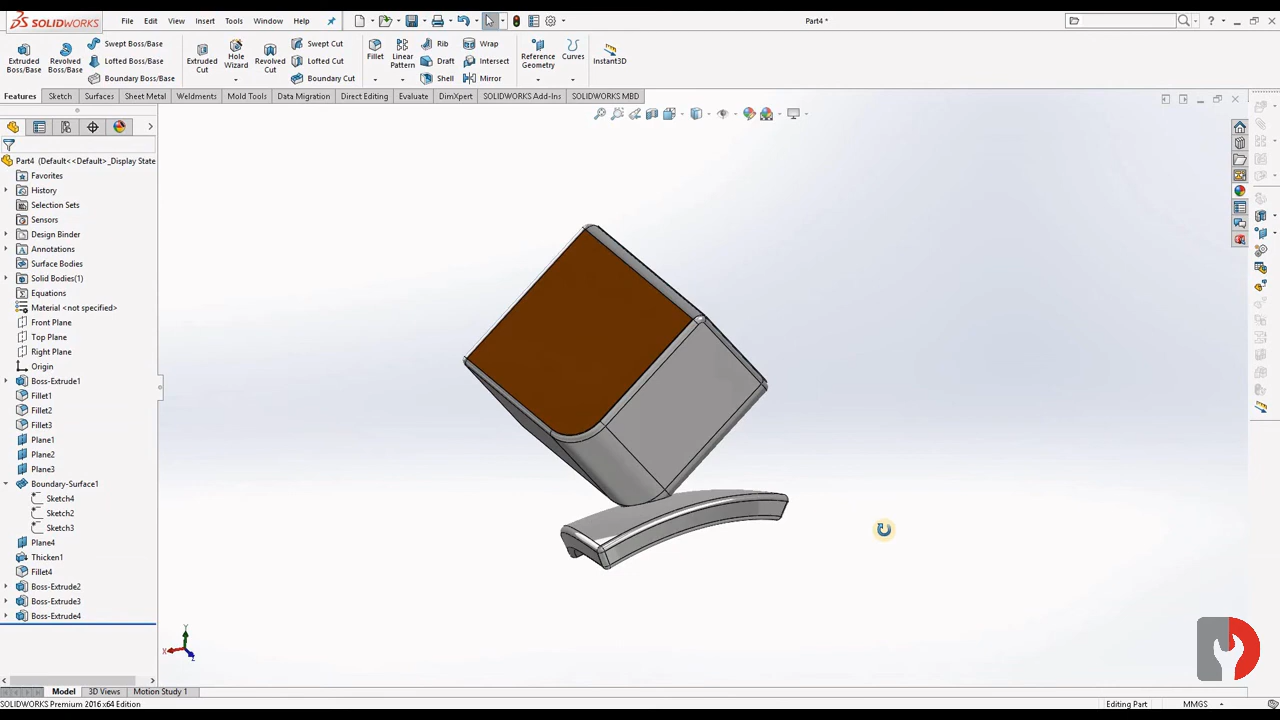 SOLIDWORKS File Edit View Insert Tools Window Help Part4 *
Extruded Boss/Base Revolved Boss/Base Swept Boss/Base Lofted Boss/Base Boundary Boss/Base Extruded Cut Hole Wizard Revolved Cut Swept Cut Lofted Cut Boundary Cut Fillet Linear Pattern Rib Draft Shell Wrap Intersect Mirror Reference Geometry Curves Instant3D
Features Sketch Surfaces Sheet Metal Weldments Mold Tools Data Migration Direct Editing Evaluate DimXpert SOLIDWORKS Add-Ins SOLIDWORKS MBD
Part4 (Default<<Default>_Display State
Favorites
History
Selection Sets
Sensors
Design Binder
Annotations
Surface Bodies
Solid Bodies(1)
Equations
Material <not specified>
Front Plane
Top Plane
Right Plane
Origin
Boss-Extrude1
Fillet1
Fillet2
Fillet3
Plane1
Plane2
Plane3
Boundary-Surface1
Sketch4
Sketch2
Sketch3
Plane4
Thicken1
Fillet4
Boss-Extrude2
Boss-Extrude3
Boss-Extrude4
Y
X
Z
Model 3D Views Motion Study 1
SOLIDWORKS Premium 2016 x64 Edition Editing Part MMGS